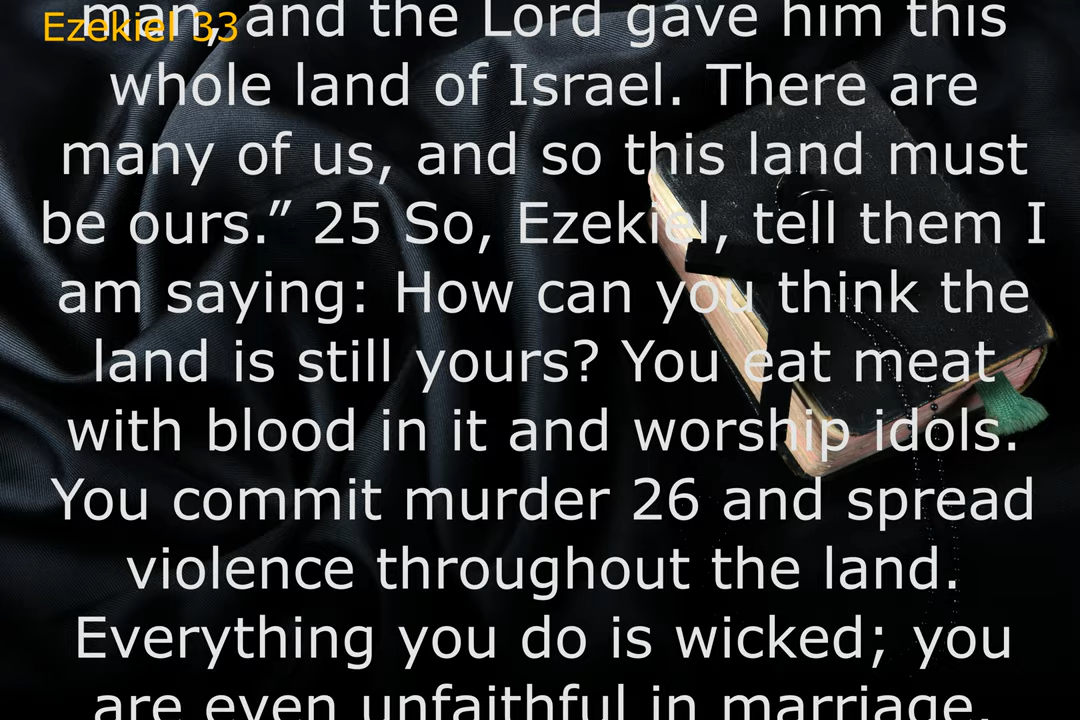 Ezekiel 33
man, and the Lord gave him this
whole land of Israel. There are
many of us, and so this land must
be ours.” 25 So, Ezekiel, tell them I
am saying: How can you think the
land is still yours? You eat meat
with blood in it and worship idols.
You commit murder 26 and spread
violence throughout the land.
Everything you do is wicked; you
are even unfaithful in marriage.